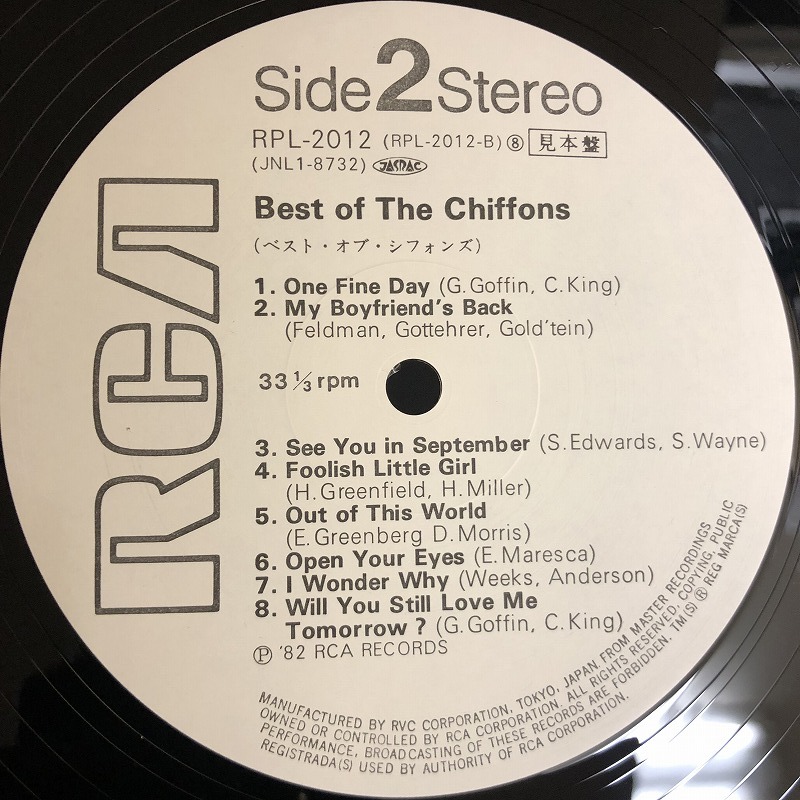 Side 2 Stereo
RPL-2012 (RPL-2012-B) ⑧ 見本盤
(JNL1-8732) JASRAC
Best of The Chiffons
(ベスト・オブ・シフォンズ)
1. One Fine Day (G.Goffin, C.King)
2. My Boyfriend's Back
(Feldman, Gottehrer, Gold'tein)
33 1/3 rpm
3. See You in September (S.Edwards, S.Wayne)
4. Foolish Little Girl
(H.Greenfield, H.Miller)
5. Out of This World
(E.Greenberg D.Morris)
6. Open Your Eyes (E.Maresca)
7. I Wonder Why (Weeks, Anderson)
8. Will You Still Love Me
Tomorrow? (G.Goffin, C.King)
Ⓟ '82 RCA RECORDS
RCA
MANUFACTURED BY RVC CORPORATION, TOKYO, JAPAN. FROM MASTER RECORDINGS
OWNED OR CONTROLLED BY RCA CORPORATION. ALL RIGHTS RESERVED, COPYING, PUBLIC
PERFORMANCE, BROADCASTING OF THESE RECORDS ARE FORBIDDEN. TM(S) ® REG MARCA(S)
REGISTRADA(S) USED BY AUTHORITY OF RCA CORPORATION.